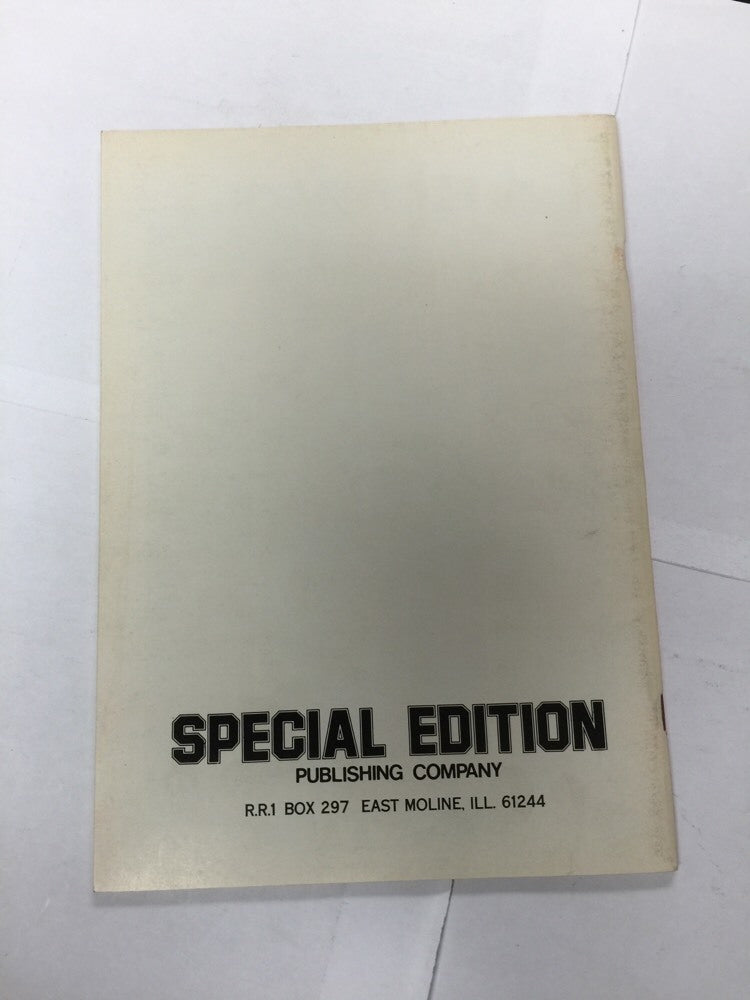 SPECIAL EDITION
PUBLISHING COMPANY
R.R.1 BOX 297 EAST MOLINE, ILL. 61244